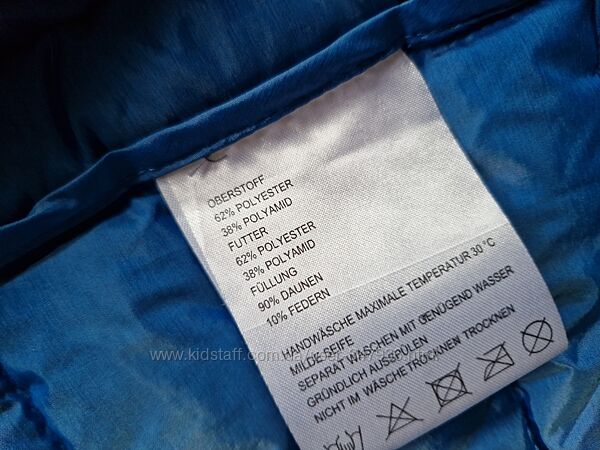 OBERSTOFF
62% POLYESTER
38% POLYAMID
FUTTER
62% POLYESTER
38% POLYAMID
FÜLLUNG
90% DAUNEN
10% FEDERN
HANDWÄSCHE MAXIMALE TEMPERATUR 30 °C
MILDE SEIFE
SEPARAT WASCHEN MIT GENÜGEND WASSER
GRÜNDLICH AUSSPÜLEN
NICHT IM WÄSCHETROCKNEN TROCKNEN
www.kidstaff.com.ua